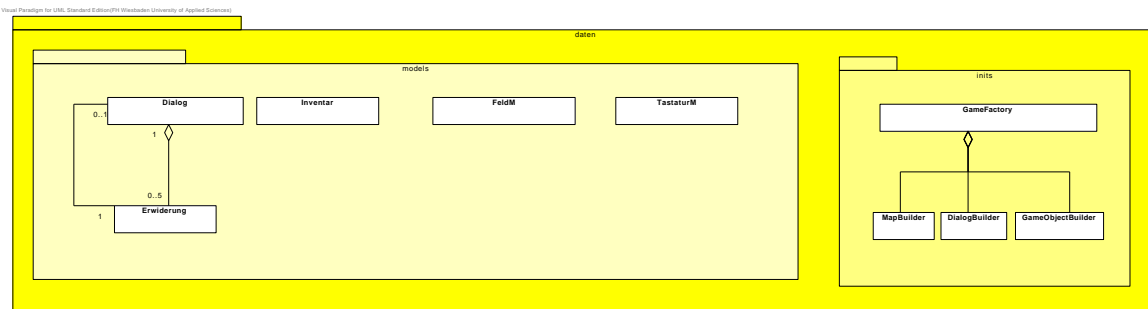 Visual Paradigm for UML Standard Edition(FH Wiesbaden University of Applied Sciences)
daten
models
inits
Dialog
Inventar
FeldM
TastaturM
GameFactory
0..1
1
0..5
1
Erwiderung
MapBuilder
DialogBuilder
GameObjectBuilder